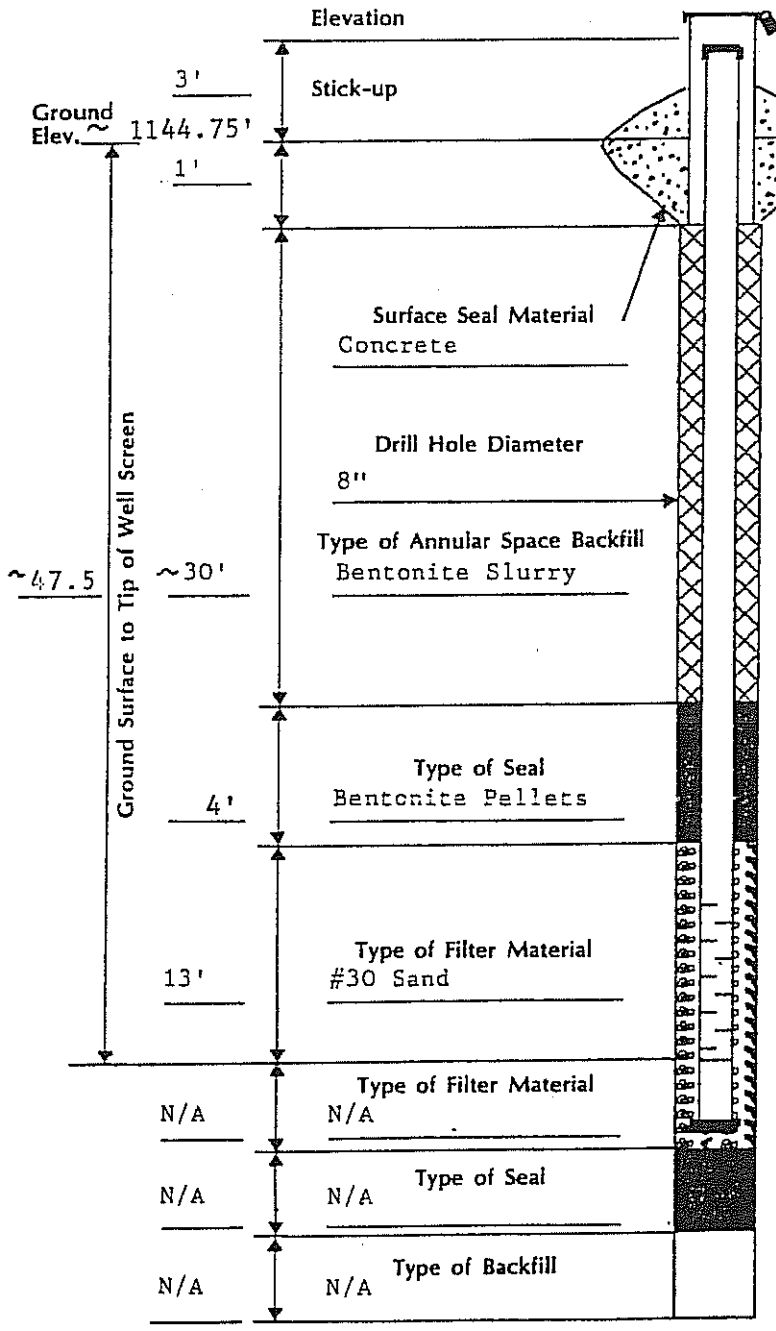 Elevation
3'
Stick-up
Ground
Elev. ~ 1144.75'
1'
Surface Seal Material
Concrete
Drill Hole Diameter
8"
Type of Annular Space Backfill
~47.5
~30'
Bentonite Slurry
Ground Surface to Tip of Well Screen
Type of Seal
4'
Bentonite Pellets
Type of Filter Material
13'
#30 Sand
Type of Filter Material
N/A
N/A
Type of Seal
N/A
N/A
Type of Backfill
N/A
N/A